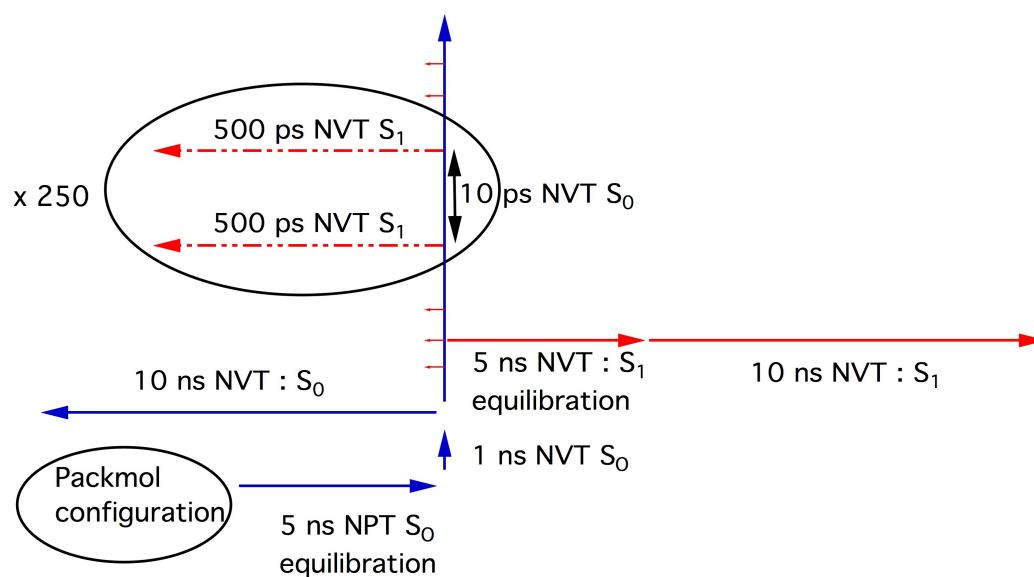 500 ps NVT S₁
x 250
10 ps NVT S₀
500 ps NVT S₁
5 ns NVT : S₁
equilibration
10 ns NVT : S₁
10 ns NVT : S₀
1 ns NVT S₀
Packmol
configuration
5 ns NPT S₀
equilibration